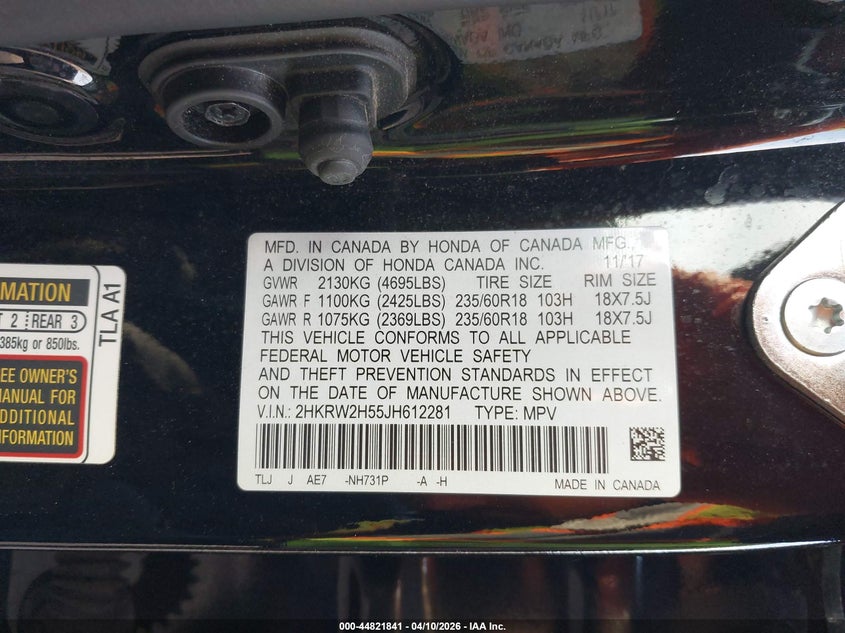 MFD. IN CANADA BY HONDA OF CANADA MFG.,
A DIVISION OF HONDA CANADA INC. 11/17
GVWR 2130KG (4695LBS) TIRE SIZE RIM SIZE
GAWR F 1100KG (2425LBS) 235/60R18 103H 18X7.5J
GAWR R 1075KG (2369LBS) 235/60R18 103H 18X7.5J
THIS VEHICLE CONFORMS TO ALL APPLICABLE
FEDERAL MOTOR VEHICLE SAFETY
AND THEFT PREVENTION STANDARDS IN EFFECT
ON THE DATE OF MANUFACTURE SHOWN ABOVE.
V.I.N.: 2HKRW2H55JH612281 TYPE: MPV
TLJ J AE7 -NH731P -A -H
MADE IN CANADA
MATION
T 2 REAR 3
385kg or 850lbs.
EE OWNER'S
MANUAL FOR
ADDITIONAL
INFORMATION
TLA A1
000-44821841 / 04/10/2026 - IAA Inc.